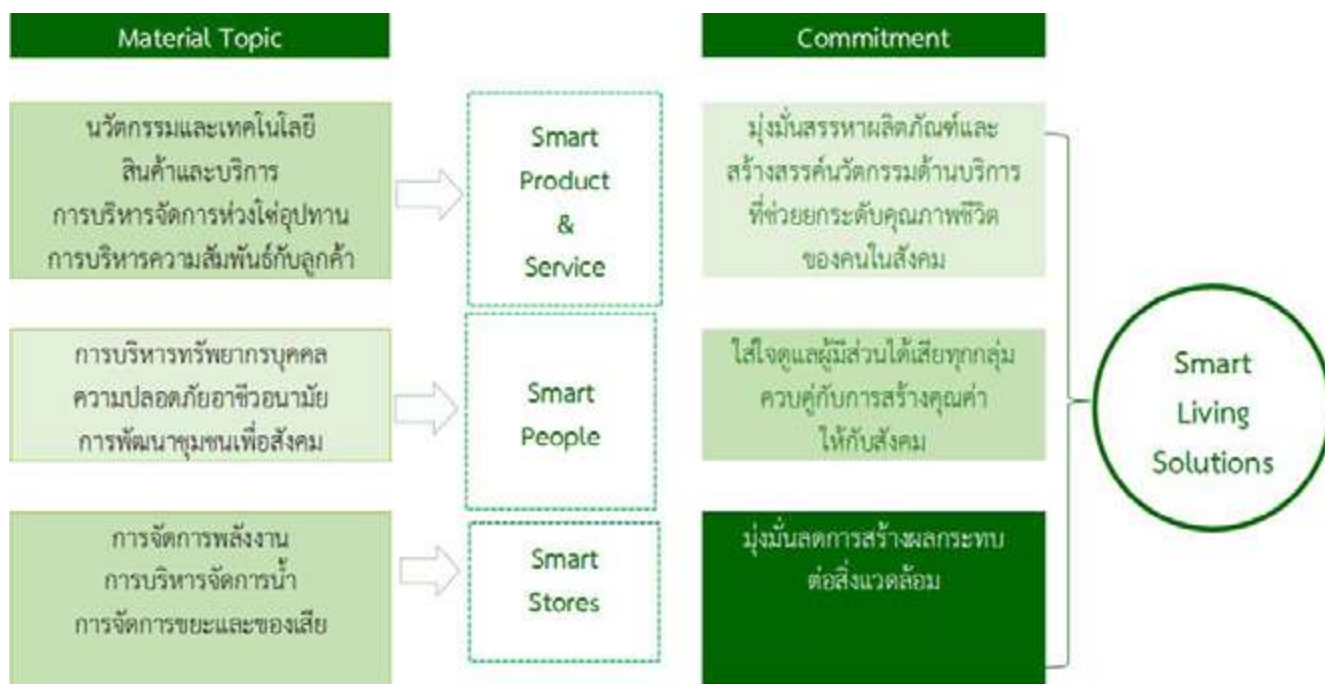 Material Topic
Commitment
นวัตกรรมและเทคโนโลยี
สินค้าและบริการ
การบริหารจัดการห่วงโซ่อุปทาน
การบริหารความสัมพันธ์กับลูกค้า
Smart
Product
&
Service
มุ่งมั่นสรรหาผลิตภัณฑ์และ
สร้างสรรค์นวัตกรรมด้านบริการ
ที่ช่วยยกระดับคุณภาพชีวิต
ของคนในสังคม
การบริหารทรัพยากรบุคคล
ความปลอดภัยอาชีวอนามัย
การพัฒนาชุมชนเพื่อสังคม
Smart
People
ใส่ใจดูแลผู้มีส่วนได้เสียทุกกลุ่ม
ควบคู่กับการสร้างคุณค่า
ให้กับสังคม
การจัดการพลังงาน
การบริหารจัดการน้ำ
การจัดการขยะและของเสีย
Smart
Stores
มุ่งมั่นลดการสร้างผลกระทบ
ต่อสิ่งแวดล้อม
Smart
Living
Solutions